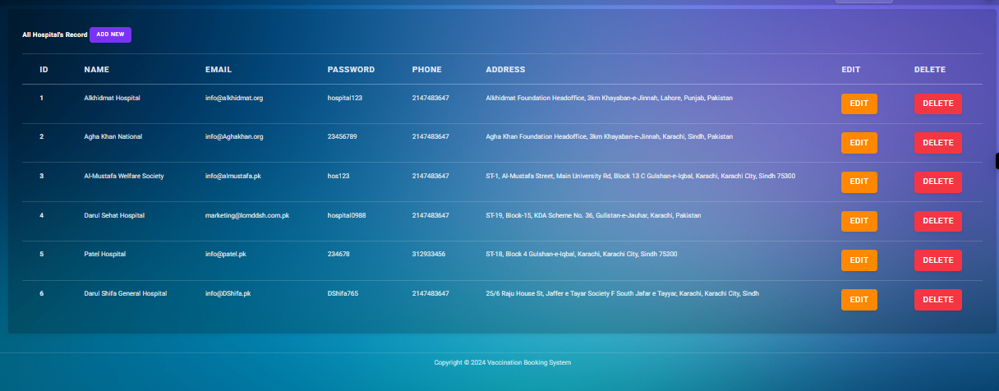 All Hospital's Record ADD NEW
ID NAME EMAIL PASSWORD PHONE ADDRESS EDIT DELETE
1 Alkhidmat Hospital info@alkhidmat.org hospital123 2147483647 Alkhidmat Foundation Headoffice, 3km Khayaban-e-Jinnah, Lahore, Punjab, Pakistan EDIT DELETE
2 Agha Khan National info@Aghakhan.org 23456789 2147483647 Agha Khan Foundation Headoffice, 3km Khayaban-e-Jinnah, Karachi, Sindh, Pakistan EDIT DELETE
3 Al-Mustafa Welfare Society info@almustafa.pk hos123 2147483647 ST-1, Al-Mustafa Street, Main University Rd, Block 13 C Gulshan-e-Iqbal, Karachi, Karachi City, Sindh 75300 EDIT DELETE
4 Darul Sehat Hospital marketing@lcmddsh.com.pk hospital0988 2147483647 ST-19, Block-15, KDA Scheme No. 36, Gulistan-e-Jauhar, Karachi, Pakistan EDIT DELETE
5 Patel Hospital info@patel.pk 234678 312933456 ST-18, Block 4 Gulshan-e-Iqbal, Karachi, Karachi City, Sindh 75300 EDIT DELETE
6 Darul Shifa General Hospital info@DShifa.pk DShifa765 2147483647 25/6 Raju House St, Jaffer e Tayar Society F South Jafar e Tayyar, Karachi, Karachi City, Sindh EDIT DELETE
Copyright © 2024 Vaccination Booking System